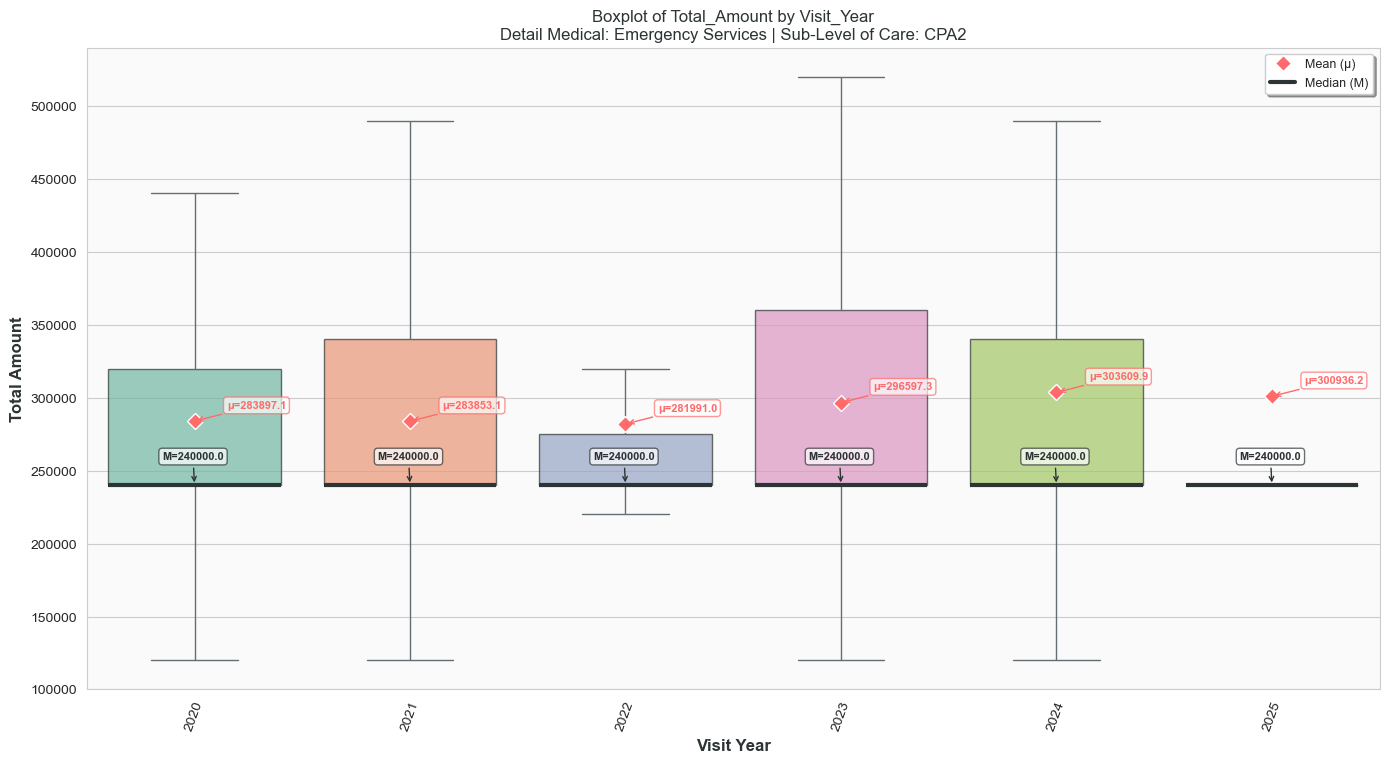 Boxplot of Total_Amount by Visit_Year
Detail Medical: Emergency Services | Sub-Level of Care: CPA2
Mean (μ)
Median (M)
Total Amount
500000
450000
400000
350000
300000
250000
200000
150000
100000
μ=283897.1
μ=283853.1
μ=281991.0
μ=296597.3
μ=303609.9
μ=300936.2
M=240000.0
M=240000.0
M=240000.0
M=240000.0
M=240000.0
M=240000.0
2020
2021
2022
2023
2024
2025
Visit Year